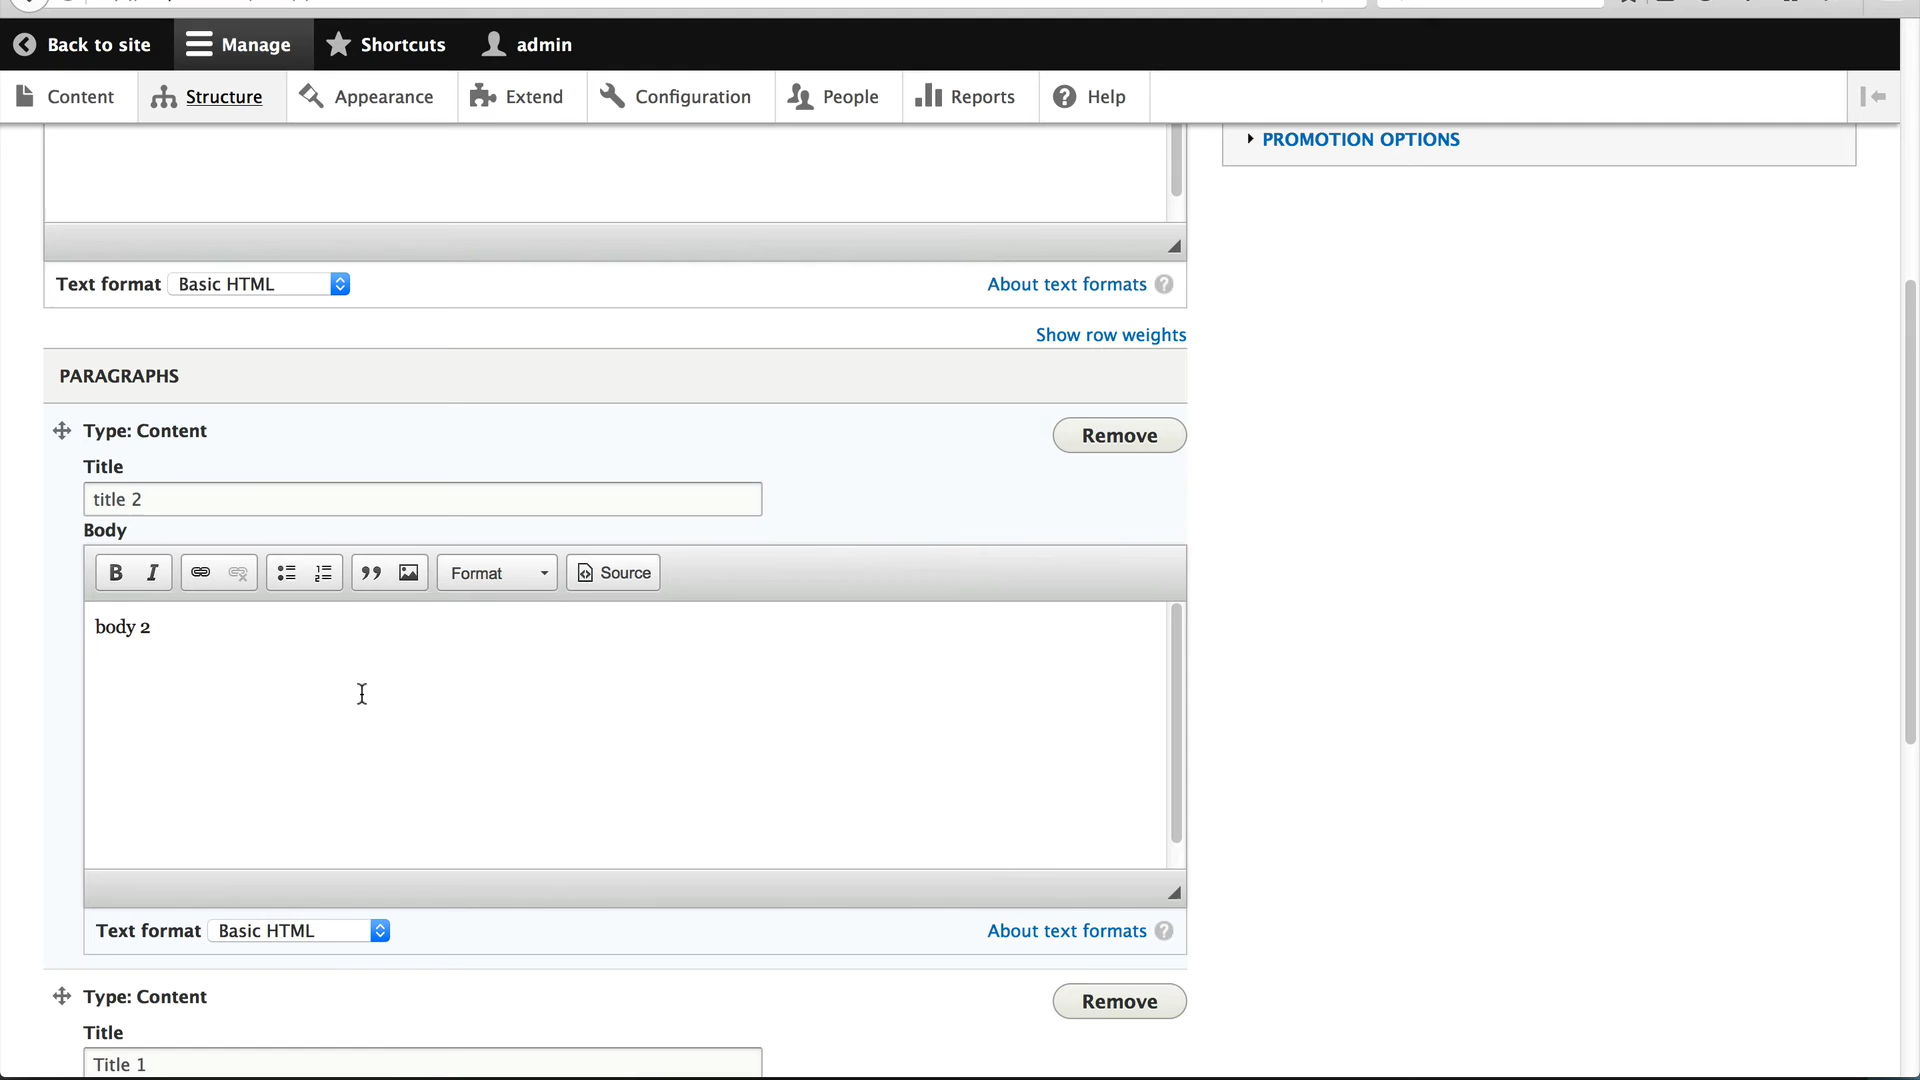 Back to site Manage Shortcuts admin
Content Structure Appearance Extend Configuration People Reports Help
PROMOTION OPTIONS
Text format Basic HTML About text formats ?
Show row weights
PARAGRAPHS
Type: Content Remove
Title
title 2
Body
B I Format Source
body 2
Text format Basic HTML About text formats ?
Type: Content Remove
Title
Title 1